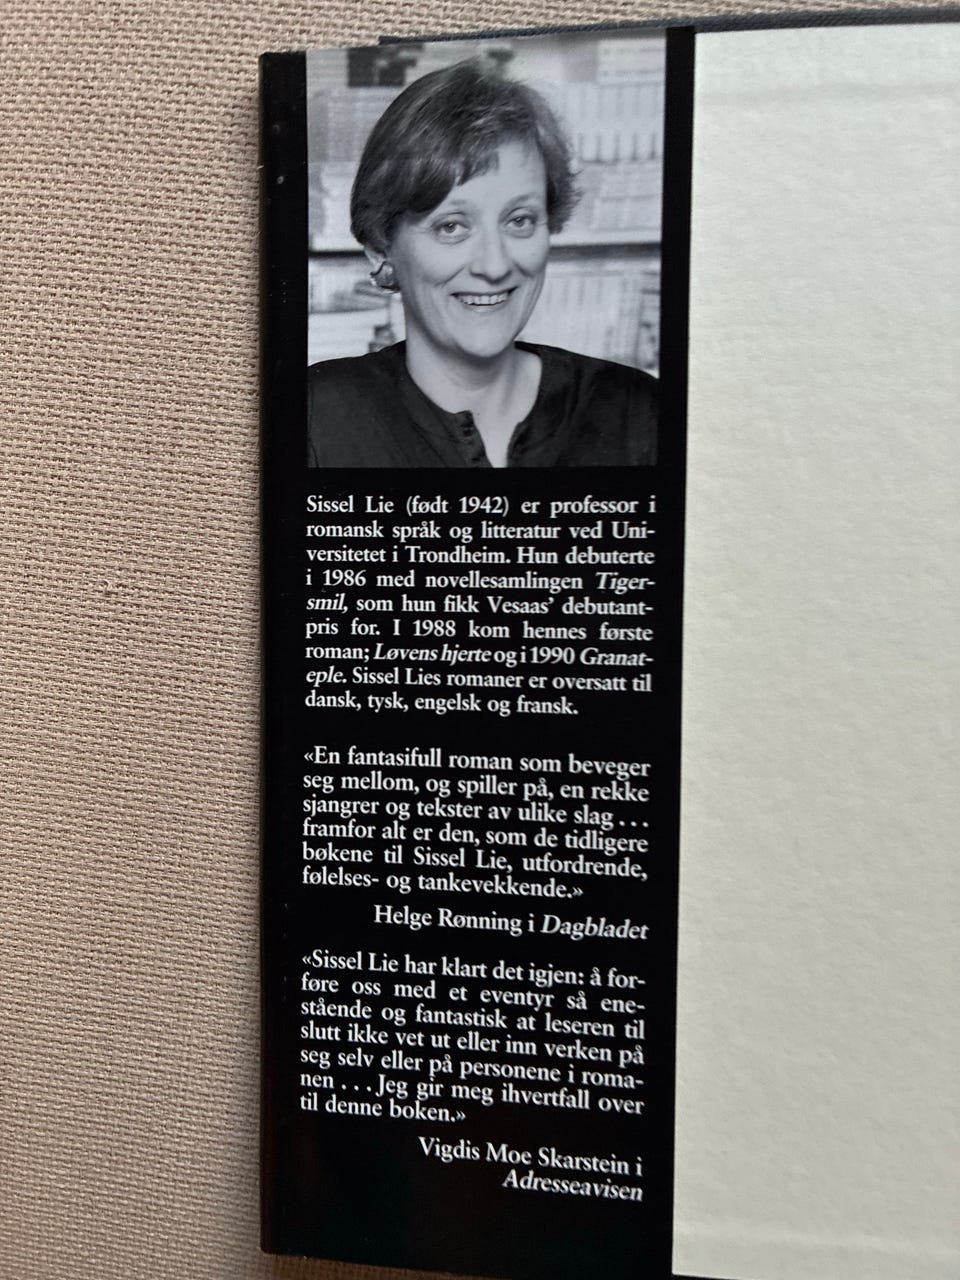 Sissel Lie (født 1942) er professor i
romansk språk og litteratur ved Uni-
versitetet i Trondheim. Hun debuterte
i 1986 med novellesamlingen Tiger-
smil, som hun fikk Vesaas’ debutant-
pris for. I 1988 kom hennes første
roman; Løvens hjerte og i 1990 Granat-
eple. Sissel Lies romaner er oversatt til
dansk, tysk, engelsk og fransk.
«En fantasifull roman som beveger
seg mellom, og spiller på, en rekke
sjangrer og tekster av ulike slag . . .
framfor alt er den, som de tidligere
bøkene til Sissel Lie, utfordrende,
følelses- og tankevekkende.»
Helge Rønning i Dagbladet
«Sissel Lie har klart det igjen: å for-
føre oss med et eventyr så ene-
stående og fantastisk at leseren til
slutt ikke vet ut eller inn verken på
seg selv eller på personene i roma-
nen . . . Jeg gir meg ihvertfall over
til denne boken.»
Vigdis Moe Skarstein i
Adresseavisen